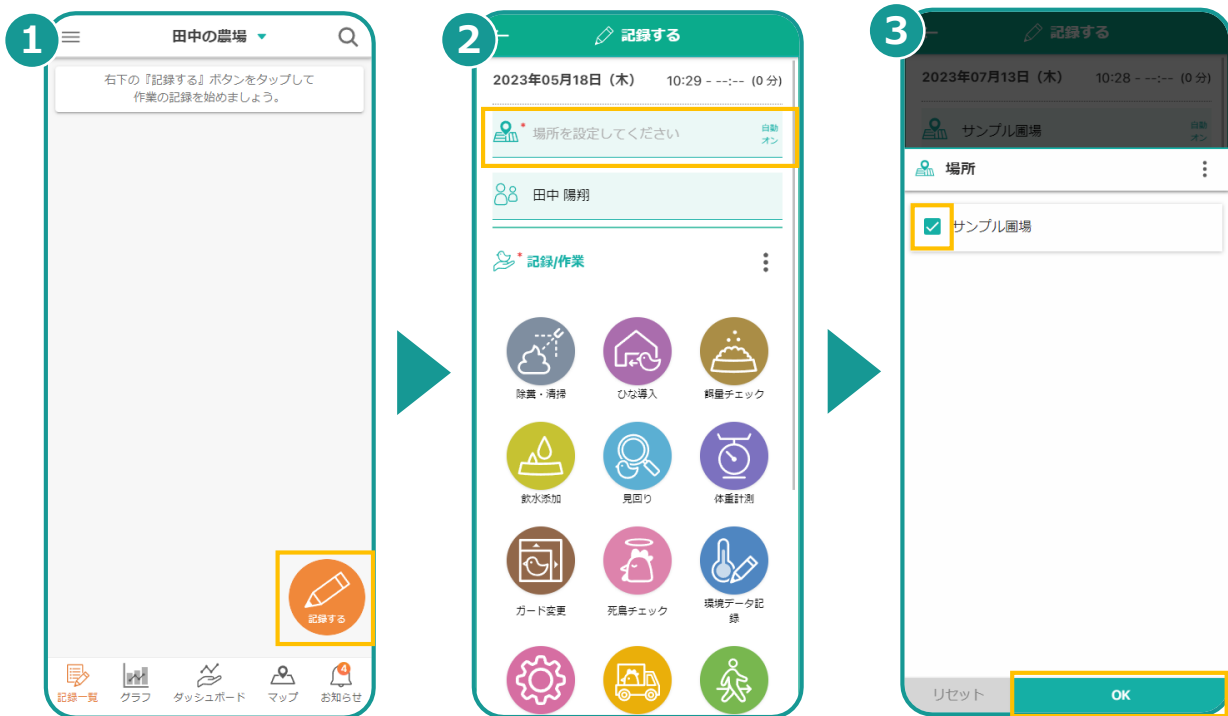 1
田中の農場 ▼
右下の『記録する』ボタンをタップして
作業の記録を始めましょう。
記録する
記録一覧
グラフ
ダッシュボード
マップ
4
お知らせ
2
記録する
2023年05月18日（木） 10:29 - --:-- (0 分)
* 場所を設定してください
自動
オン
田中 陽翔
* 記録/作業
除糞・清掃
ひな導入
餌量チェック
飲水添加
見回り
体重計測
ガード変更
死鳥チェック
環境データ記
録
3
記録する
2023年07月13日（木） 10:28 - --:-- (0 分)
サンプル圃場
自動
オン
場所
サンプル圃場
リセット
OK